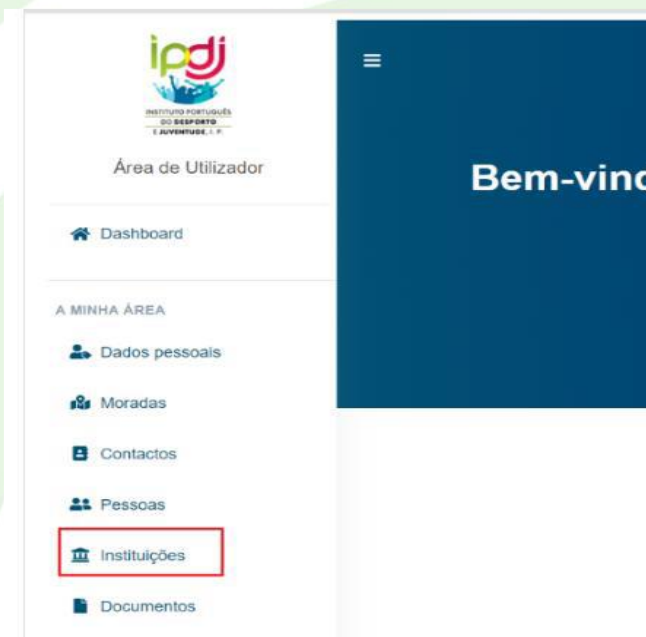 ipdj
INSTITUTO PORTUGUÊS
DO DESPORTO
E JUVENTUDE, I. P.
Área de Utilizador
Bem-vind
Dashboard
A MINHA ÁREA
Dados pessoais
Moradas
Contactos
Pessoas
Instituições
Documentos